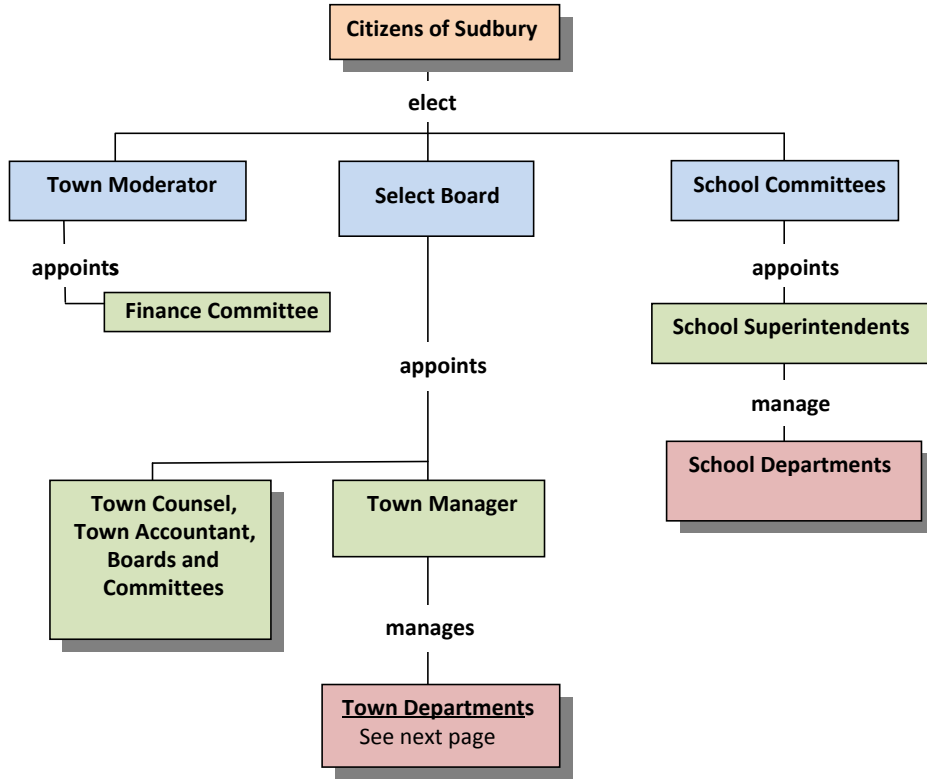 Citizens of Sudbury
elect
Town Moderator
Select Board
School Committees
appoints
appoints
Finance Committee
School Superintendents
appoints
manage
School Departments
Town Counsel,
Town Accountant,
Boards and
Committees
Town Manager
manages
Town Departments
See next page